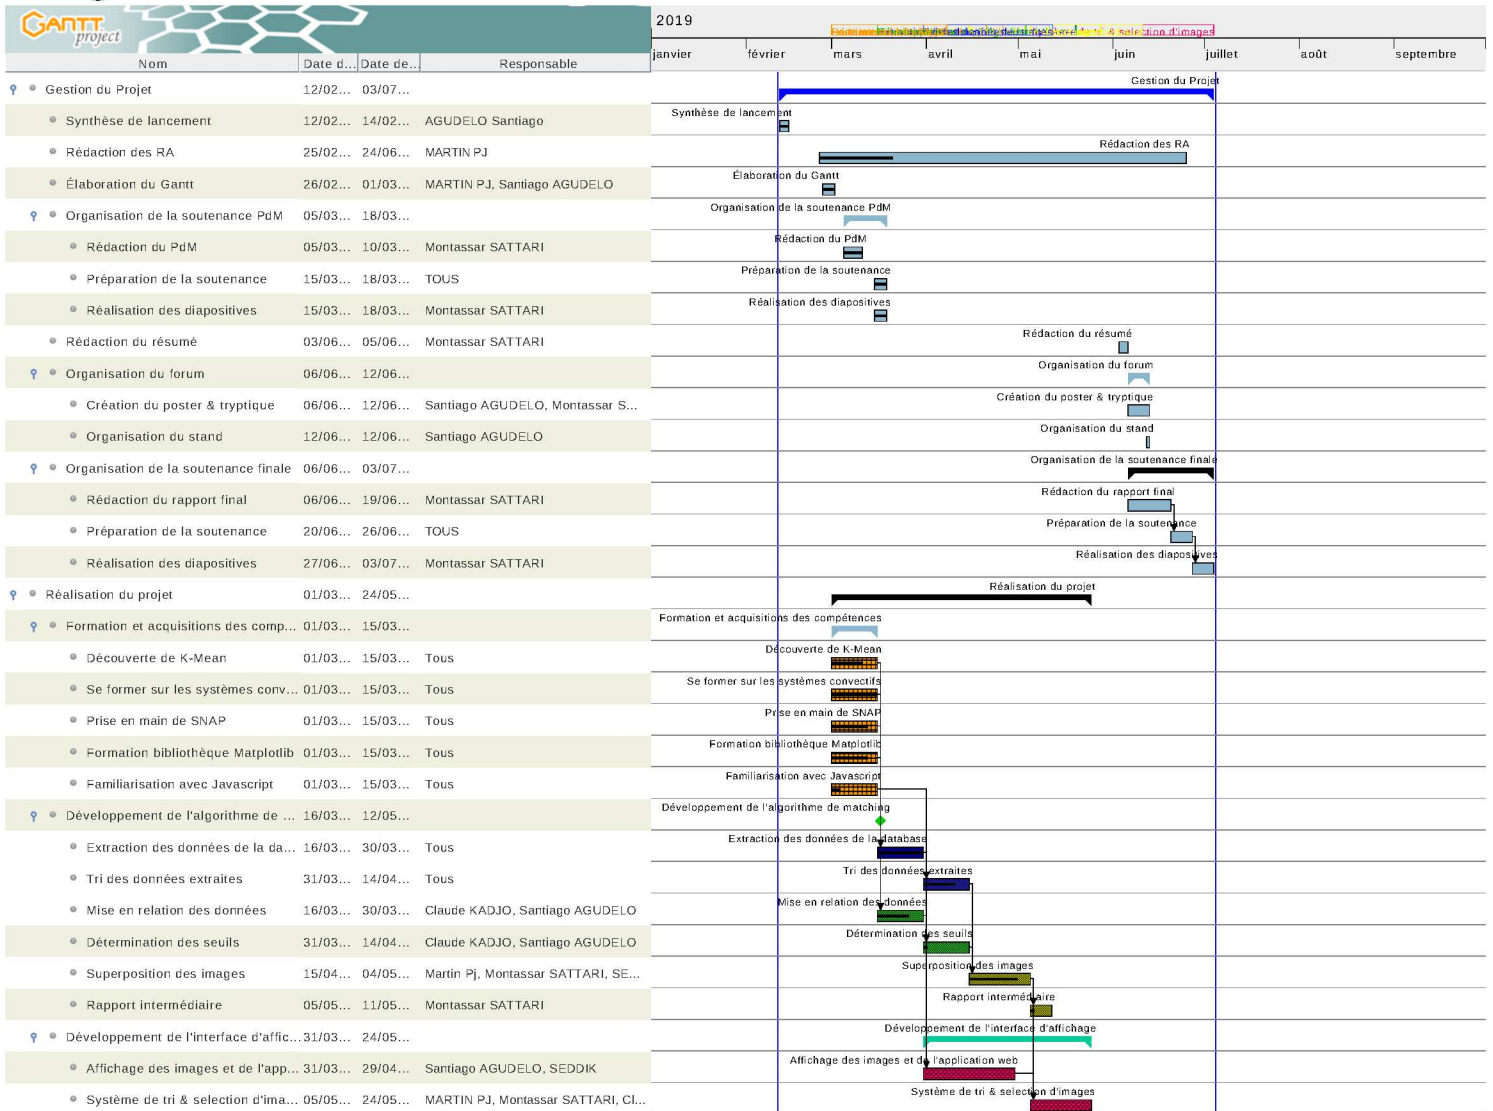 GANTT
project
2019
janvier février mars avril mai juin juillet août septembre
Nom Date d... Date de... Responsable
Gestion du Projet 12/02... 03/07... Gestion du Projet
Synthèse de lancement 12/02... 14/02... AGUDELO Santiago Synthèse de lancement
Rédaction des RA 25/02... 24/06... MARTIN PJ Rédaction des RA
Élaboration du Gantt 26/02... 01/03... MARTIN PJ, Santiago AGUDELO Élaboration du Gantt
Organisation de la soutenance PdM 05/03... 18/03... Organisation de la soutenance PdM
Rédaction du PdM 05/03... 10/03... Montassar SATTARI Rédaction du PdM
Préparation de la soutenance 15/03... 18/03... TOUS Préparation de la soutenance
Réalisation des diapositives 15/03... 18/03... Montassar SATTARI Réalisation des diapositives
Rédaction du résumé 03/06... 05/06... Montassar SATTARI Rédaction du résumé
Organisation du forum 06/06... 12/06... Organisation du forum
Création du poster & tryptique 06/06... 12/06... Santiago AGUDELO, Montassar S... Création du poster & tryptique
Organisation du stand 12/06... 12/06... Santiago AGUDELO Organisation du stand
Organisation de la soutenance finale 06/06... 03/07... Organisation de la soutenance finale
Rédaction du rapport final 06/06... 19/06... Montassar SATTARI Rédaction du rapport final
Préparation de la soutenance 20/06... 26/06... TOUS Préparation de la soutenance
Réalisation des diapositives 27/06... 03/07... Montassar SATTARI Réalisation des diapositives
Réalisation du projet 01/03... 24/05... Réalisation du projet
Formation et acquisitions des comp... 01/03... 15/03... Formation et acquisitions des compétences
Découverte de K-Mean 01/03... 15/03... Tous Découverte de K-Mean
Se former sur les systèmes conv... 01/03... 15/03... Tous Se former sur les systèmes convectifs
Prise en main de SNAP 01/03... 15/03... Tous Prise en main de SNAP
Formation bibliothèque Matplotlib 01/03... 15/03... Tous Formation bibliothèque Matplotlib
Familiarisation avec Javascript 01/03... 15/03... Tous Familiarisation avec Javascript
Développement de l'algorithme de ... 16/03... 12/05... Développement de l'algorithme de matching
Extraction des données de la da... 16/03... 30/03... Tous Extraction des données de la database
Tri des données extraites 31/03... 14/04... Tous Tri des données extraites
Mise en relation des données 16/03... 30/03... Claude KADJO, Santiago AGUDELO Mise en relation des données
Détermination des seuils 31/03... 14/04... Claude KADJO, Santiago AGUDELO Détermination des seuils
Superposition des images 15/04... 04/05... Martin Pj, Montassar SATTARI, SE... Superposition des images
Rapport intermédiaire 05/05... 11/05... Montassar SATTARI Rapport intermédiaire
Développement de l'interface d'affic... 31/03... 24/05... Développement de l'interface d'affichage
Affichage des images et de l'app... 31/03... 29/04... Santiago AGUDELO, SEDDIK Affichage des images et de l'application web
Système de tri & selection d'ima... 05/05... 24/05... MARTIN PJ, Montassar SATTARI, Cl... Système de tri & selection d'images